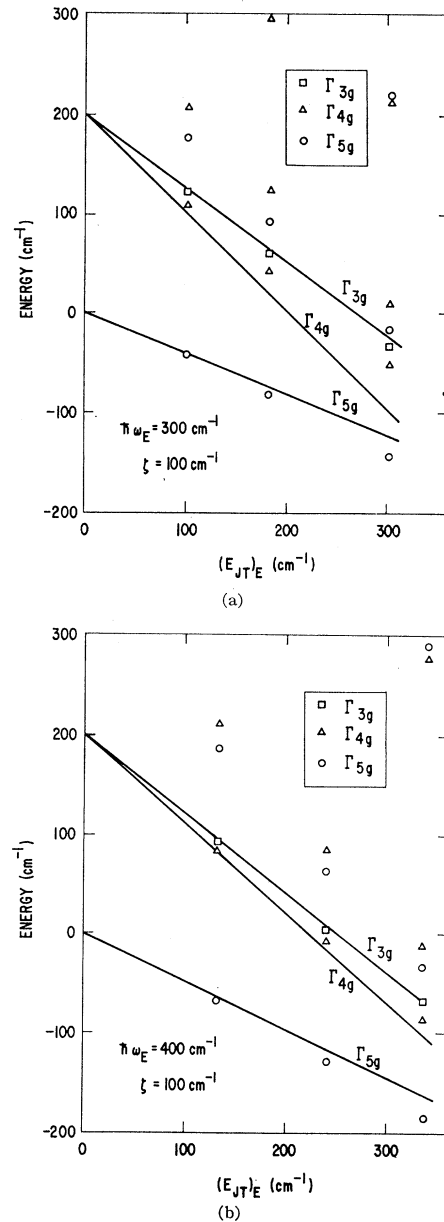 300
200
100
0
-100
-200
ENERGY (cm⁻¹)
□ Γ3g
△ Γ4g
○ Γ5g
Γ3g
Γ4g
Γ5g
ħωE = 300 cm⁻¹
ζ = 100 cm⁻¹
0 100 200 300
(EJT)E (cm⁻¹)
(a)
300
200
100
0
-100
-200
ENERGY (cm⁻¹)
□ Γ3g
△ Γ4g
○ Γ5g
Γ3g
Γ4g
Γ5g
ħωE = 400 cm⁻¹
ζ = 100 cm⁻¹
0 100 200 300
(EJT)E (cm⁻¹)
(b)